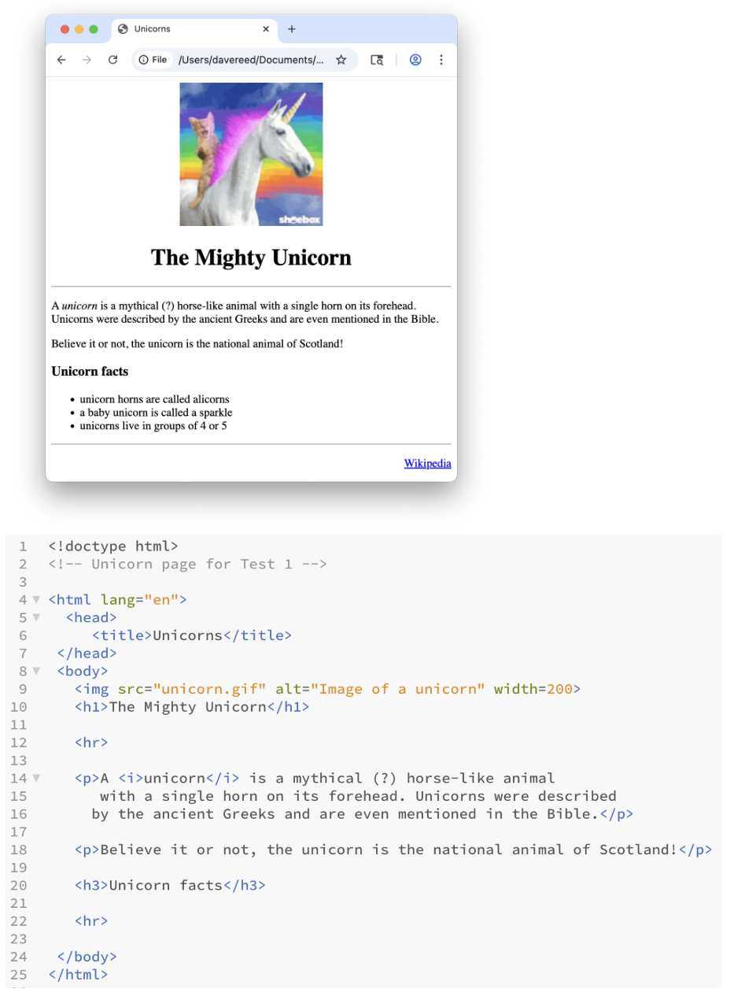 Unicorns
File /Users/davereed/Documents/...
shoebox
The Mighty Unicorn
A unicorn is a mythical (?) horse-like animal with a single horn on its forehead.
Unicorns were described by the ancient Greeks and are even mentioned in the Bible.
Believe it or not, the unicorn is the national animal of Scotland!
Unicorn facts
• unicorn horns are called alicorns
• a baby unicorn is called a sparkle
• unicorns live in groups of 4 or 5
Wikipedia
1 <!doctype html>
2 <!-- Unicorn page for Test 1 -->
3
4 <html lang="en">
5 <head>
6 <title>Unicorns</title>
7 </head>
8 <body>
9 <img src="unicorn.gif" alt="Image of a unicorn" width=200>
10 <h1>The Mighty Unicorn</h1>
11
12 <hr>
13
14 <p>A <i>unicorn</i> is a mythical (?) horse-like animal
15 with a single horn on its forehead. Unicorns were described
16 by the ancient Greeks and are even mentioned in the Bible.</p>
17
18 <p>Believe it or not, the unicorn is the national animal of Scotland!</p>
19
20 <h3>Unicorn facts</h3>
21
22 <hr>
23
24 </body>
25 </html>